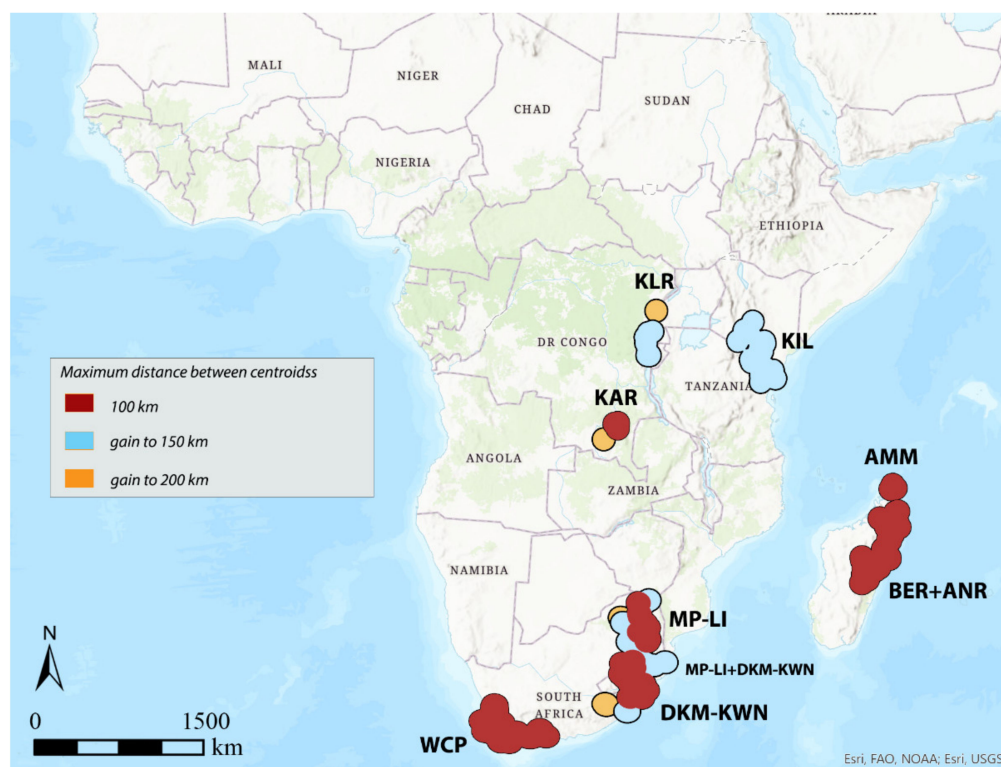 MALI
NIGER
CHAD
SUDAN
NIGERIA
ETHIOPIA
KLR
DR CONGO
KIL
TANZANIA
Maximum distance between centroidss
100 km
gain to 150 km
gain to 200 km
KAR
ANGOLA
ZAMBIA
AMM
NAMIBIA
BER+ANR
MP-LI
MP-LI+DKM-KWN
N
SOUTH
AFRICA
DKM-KWN
0 1500
km
WCP
Esri, FAO, NOAA; Esri, USGS